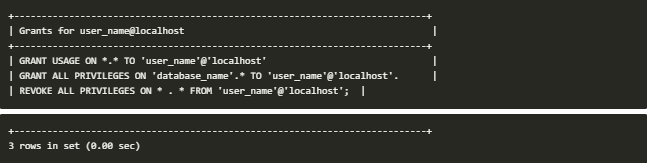 +-----------------------------------------------------------------------+
| Grants for user_name@localhost |
+-----------------------------------------------------------------------+
| GRANT USAGE ON *.* TO 'user_name'@'localhost' |
| GRANT ALL PRIVILEGES ON 'database_name'.* TO 'user_name'@'localhost'. |
| REVOKE ALL PRIVILEGES ON * . * FROM 'user_name'@'localhost'; |
+-----------------------------------------------------------------------+
3 rows in set (0.00 sec)